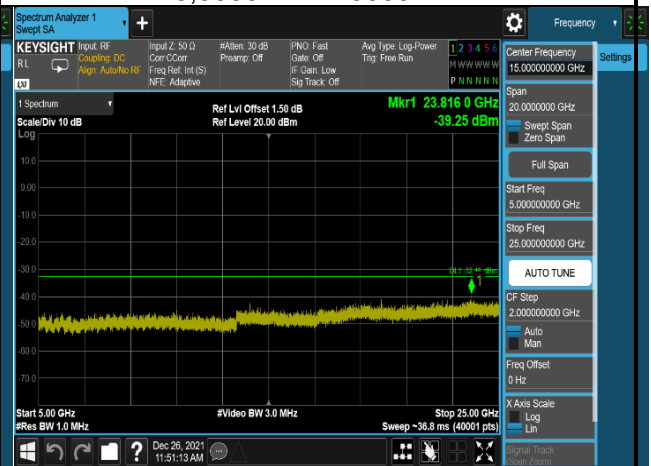 Spectrum Analyzer 1
Swept SA
Frequency
KEYSIGHT
RL
LXI
Input: RF
Coupling: DC
Align: Auto/No RF
Input Z: 50 Ω
Corr CCorr
Freq Ref: Int (S)
NFE: Adaptive
#Atten: 30 dB
Preamp: Off
PNO: Fast
Gate: Off
IF Gain: Low
Sig Track: Off
Avg Type: Log-Power
Trig: Free Run
1 2 3 4 5 6
M W W W W W
P N N N N N
Settings
Center Frequency
15.000000000 GHz
Span
20.0000000 GHz
Swept Span
Zero Span
Full Span
Start Freq
5.000000000 GHz
Stop Freq
25.000000000 GHz
AUTO TUNE
CF Step
2.000000000 GHz
Auto
Man
Freq Offset
0 Hz
X Axis Scale
Log
Lin
Signal Track
(Span Zoom)
1 Spectrum
Scale/Div 10 dB
Log
Ref Lvl Offset 1.50 dB
Ref Level 20.00 dBm
Mkr1 23.816 0 GHz
-39.25 dBm
10.0
0.00
-10.0
-20.0
-30.0
-40.0
-50.0
-60.0
-70.0
1
Start 5.00 GHz
#Res BW 1.0 MHz
#Video BW 3.0 MHz
Stop 25.00 GHz
Sweep ~36.8 ms (40001 pts)
?
Dec 26, 2021
11:51:13 AM